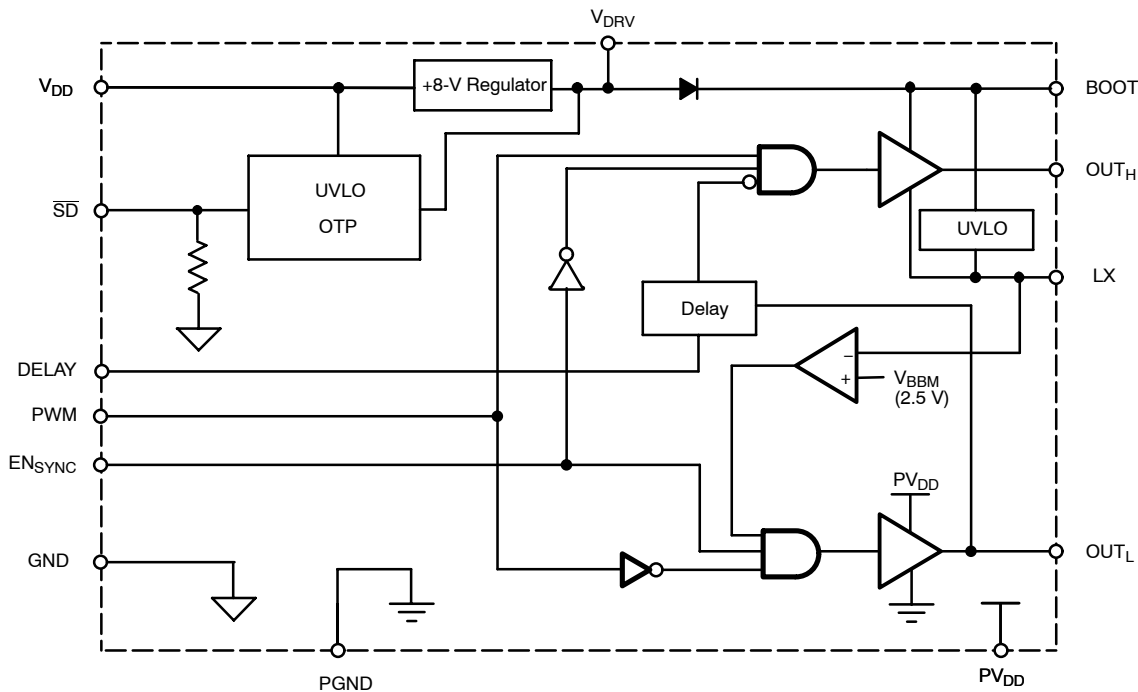 VDRV
VDD
+8-V Regulator
BOOT
UVLO
OTP
SD
OUTH
UVLO
LX
Delay
DELAY
−
+
VBBM
(2.5 V)
PWM
ENSYNC
PVDD
GND
OUTL
PGND
PVDD